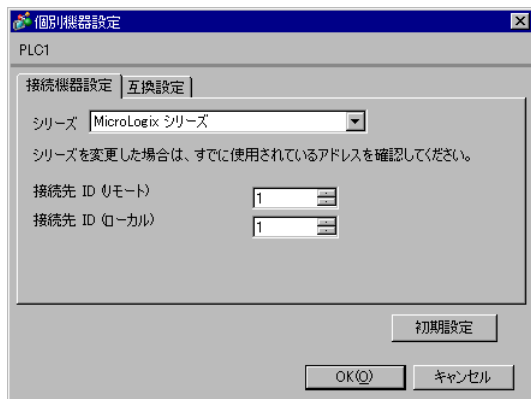 個別機器設定
PLC1
接続機器設定 互換設定
シリーズ MicroLogix シリーズ
シリーズを変更した場合は、すでに使用されているアドレスを確認してください。
接続先 ID (リモート) 1
接続先 ID (ローカル) 1
初期設定
OK(O) キャンセル